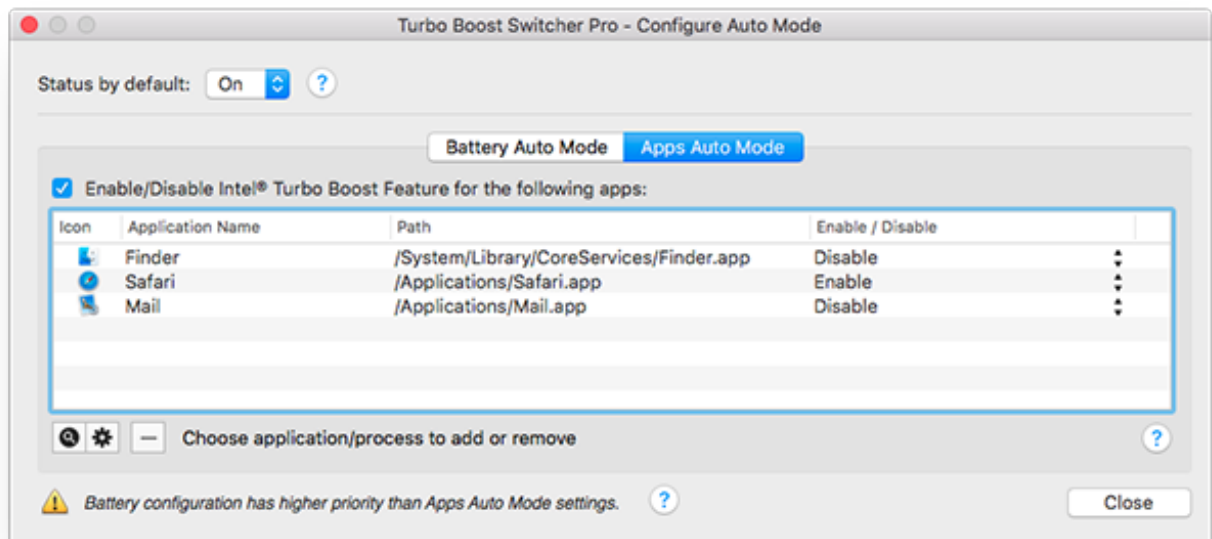 Turbo Boost Switcher Pro - Configure Auto Mode
Status by default: On ?
Battery Auto Mode Apps Auto Mode
Enable/Disable Intel® Turbo Boost Feature for the following apps:
Icon Application Name Path Enable / Disable
Finder /System/Library/CoreServices/Finder.app Disable
Safari /Applications/Safari.app Enable
Mail /Applications/Mail.app Disable
Choose application/process to add or remove ?
Battery configuration has higher priority than Apps Auto Mode settings. ? Close